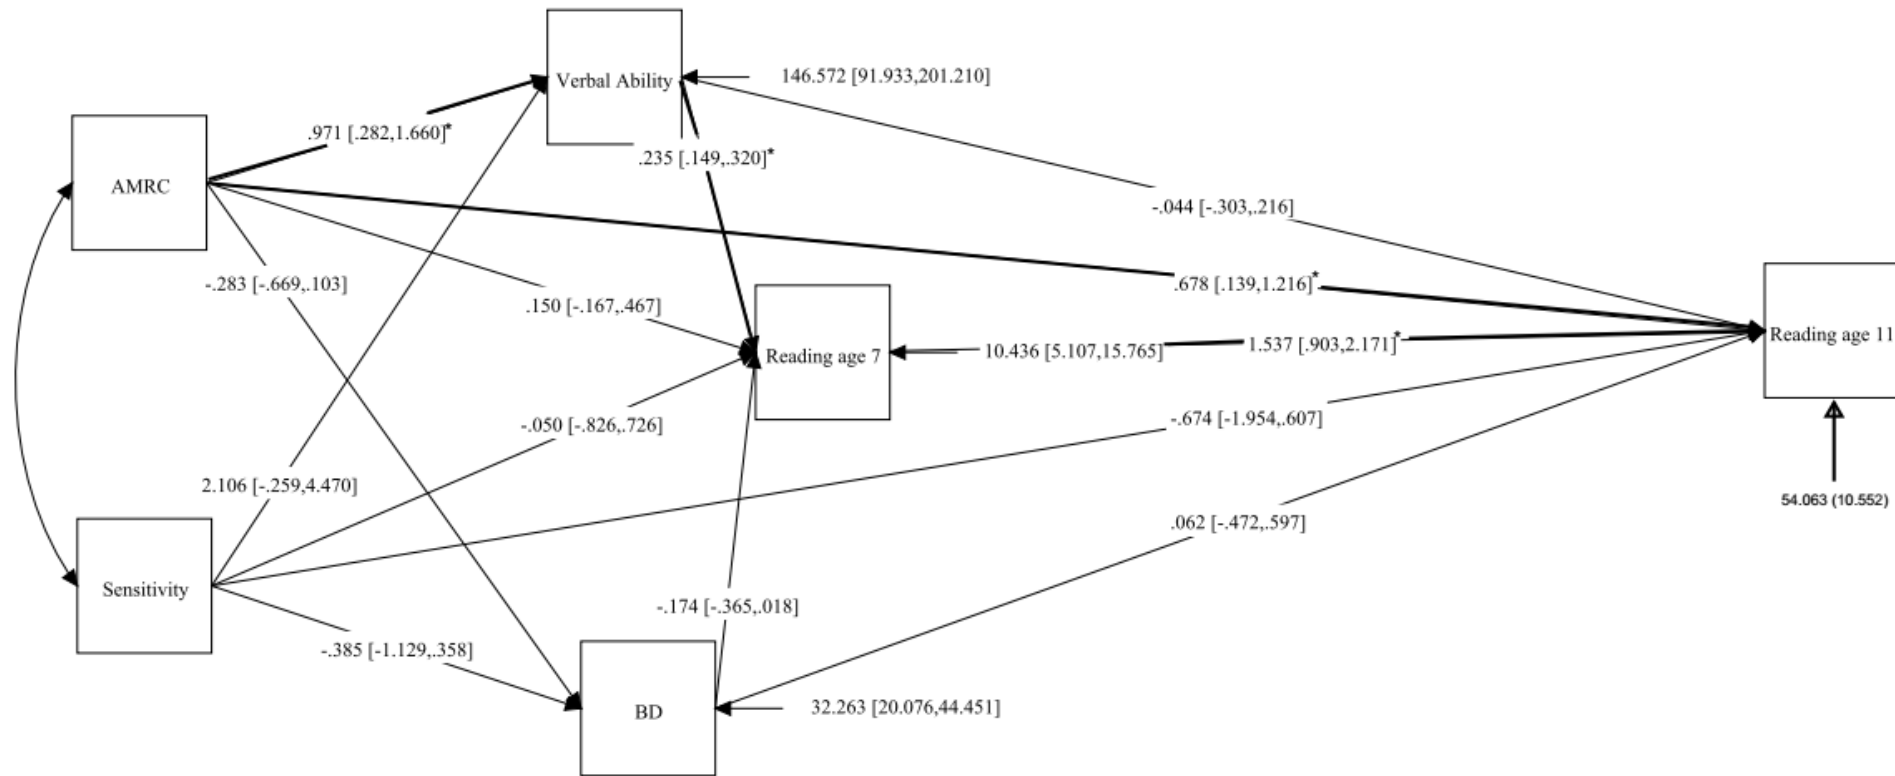 Verbal Ability
146.572 [91.933,201.210]
.971 [.282,1.660]*
.235 [.149,.320]*
AMRC
-.044 [-.303,.216]
-.283 [-.669,.103]
.678 [.139,1.216]*
.150 [-.167,.467]
Reading age 7
10.436 [5.107,15.765]
1.537 [.903,2.171]*
Reading age 11
-.050 [-.826,.726]
-.674 [-1.954,.607]
2.106 [-.259,4.470]
54.063 (10.552)
.062 [-.472,.597]
Sensitivity
-.174 [-.365,.018]
-.385 [-1.129,.358]
BD
32.263 [20.076,44.451]